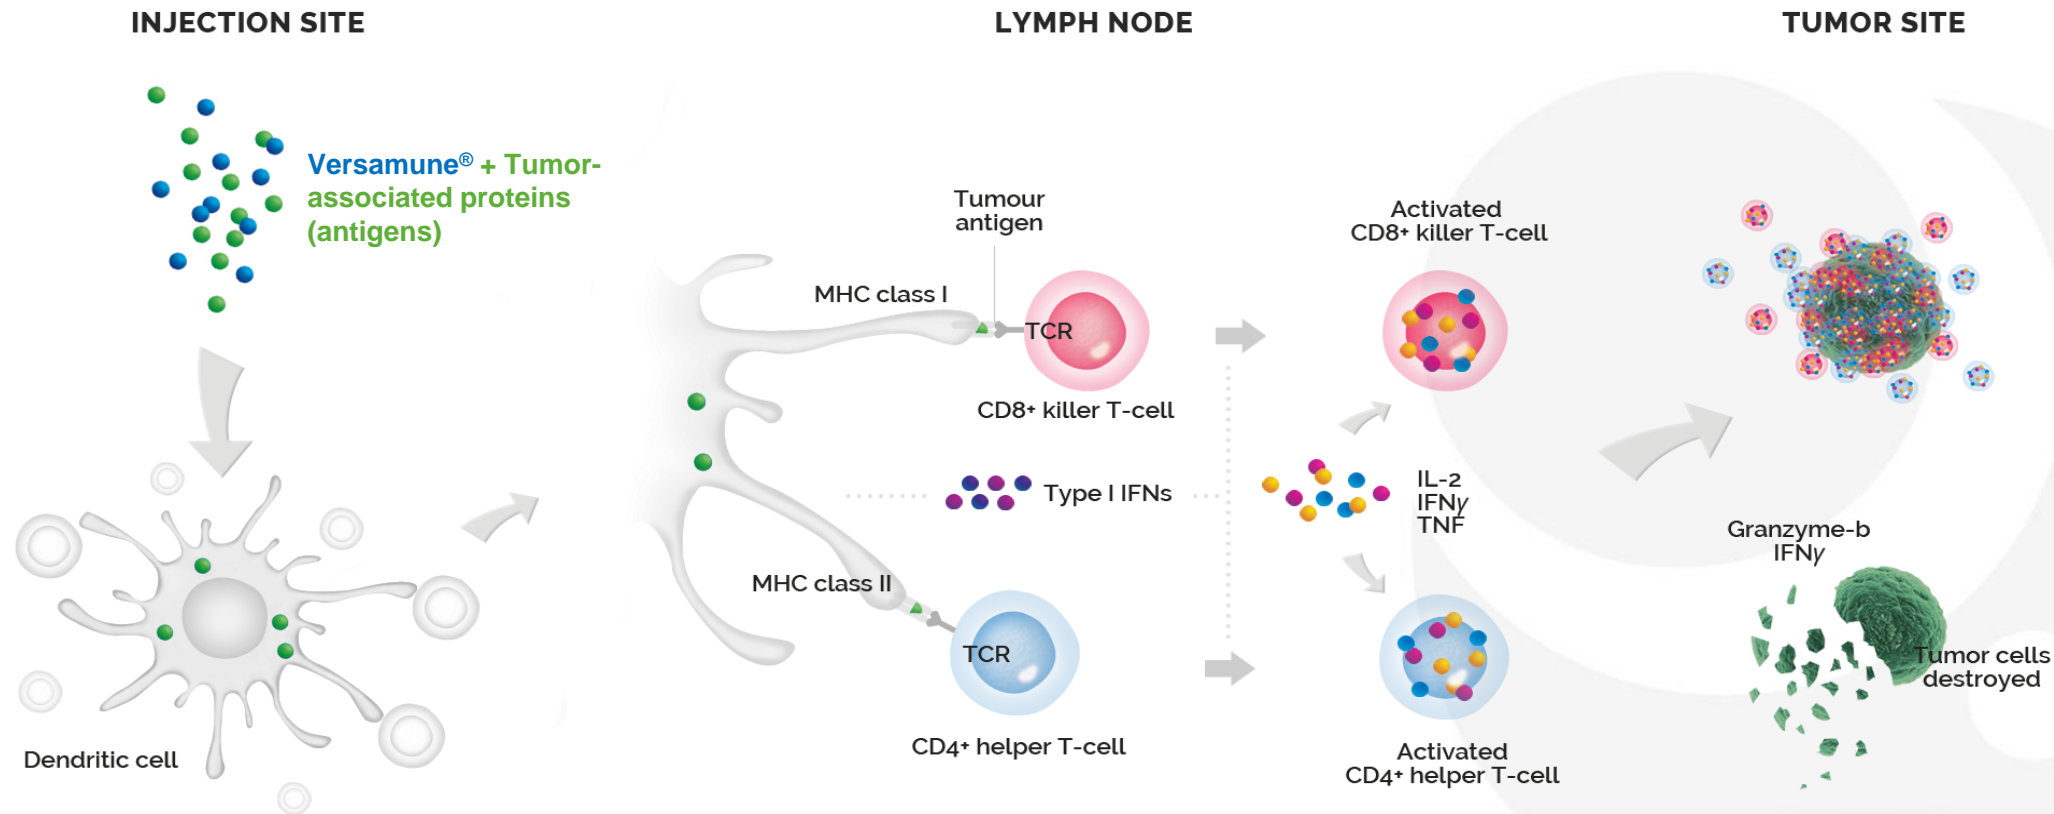 INJECTION SITE
LYMPH NODE
TUMOR SITE
Versamune® + Tumor-
associated proteins
(antigens)
Dendritic cell
Tumour
antigen
MHC class I
TCR
CD8+ killer T-cell
Type I IFNs
MHC class II
TCR
CD4+ helper T-cell
Activated
CD8+ killer T-cell
IL-2
IFNγ
TNF
Activated
CD4+ helper T-cell
Granzyme-b
IFNγ
Tumor cells
destroyed